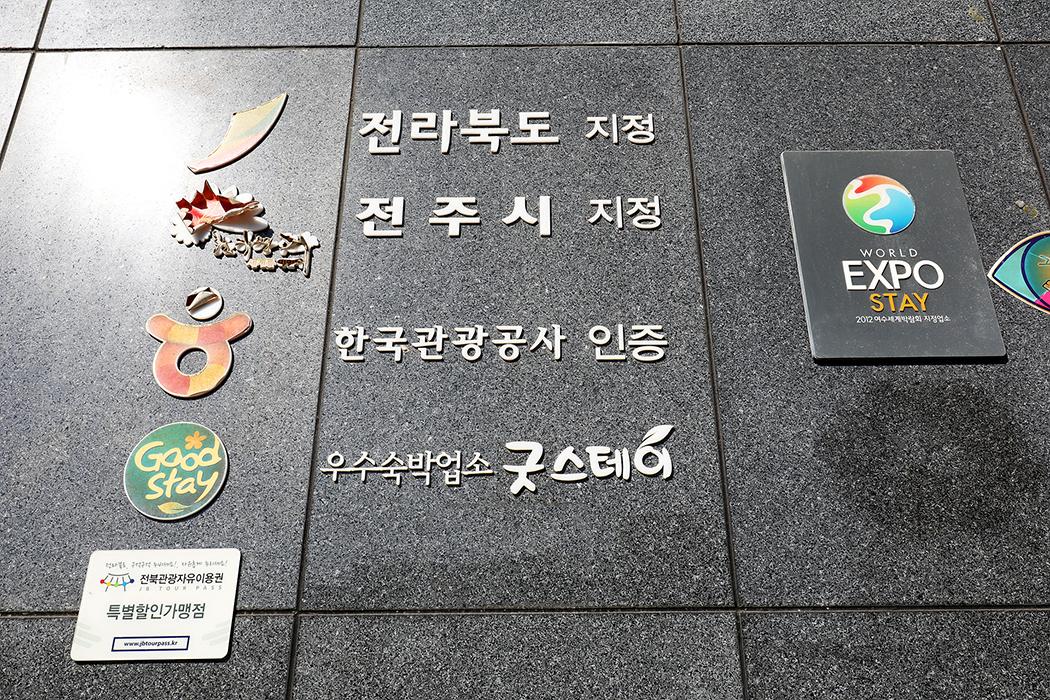 전라북도 지정
전 주 시 지정
한국관광공사 인증
Good
stay
우수숙박업소 굿스테이
WORLD
EXPO
STAY
2012 여수세계박람회 지정업소
전북관광자유이용권
JB TOUR PASS
특별할인가맹점
www.jbtourpass.kr